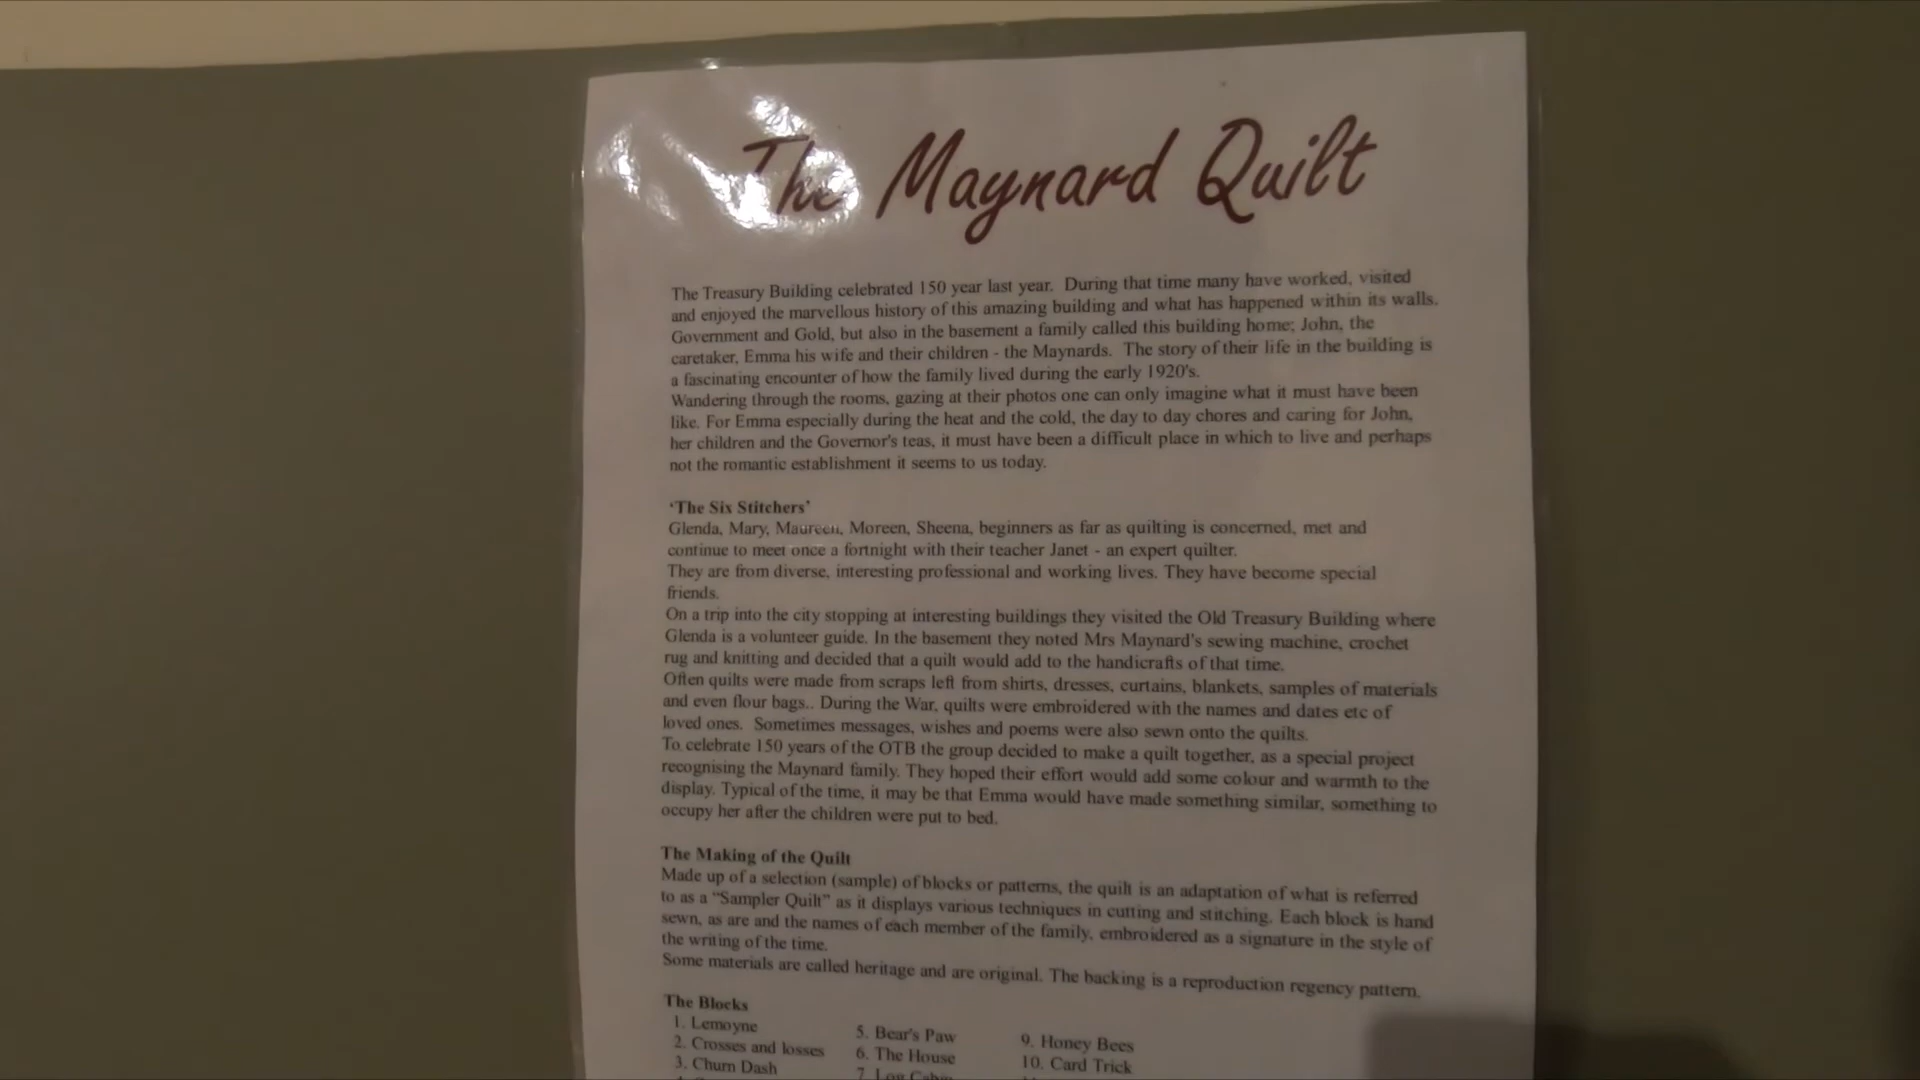 The Maynard Quilt
The Treasury Building celebrated 150 year last year. During that time many have worked, visited
and enjoyed the marvellous history of this amazing building and what has happened within its walls.
Government and Gold, but also in the basement a family called this building home; John, the
caretaker, Emma his wife and their children - the Maynards. The story of their life in the building is
a fascinating encounter of how the family lived during the early 1920's.
Wandering through the rooms, gazing at their photos one can only imagine what it must have been
like. For Emma especially during the heat and the cold, the day to day chores and caring for John,
her children and the Governor's teas, it must have been a difficult place in which to live and perhaps
not the romantic establishment it seems to us today.
‘The Six Stitchers’
Glenda, Mary, Maureen, Moreen, Sheena, beginners as far as quilting is concerned, met and
continue to meet once a fortnight with their teacher Janet - an expert quilter.
They are from diverse, interesting professional and working lives. They have become special
friends.
On a trip into the city stopping at interesting buildings they visited the Old Treasury Building where
Glenda is a volunteer guide. In the basement they noted Mrs Maynard's sewing machine, crochet
rug and knitting and decided that a quilt would add to the handicrafts of that time.
Often quilts were made from scraps left from shirts, dresses, curtains, blankets, samples of materials
and even flour bags.. During the War, quilts were embroidered with the names and dates etc of
loved ones. Sometimes messages, wishes and poems were also sewn onto the quilts.
To celebrate 150 years of the OTB the group decided to make a quilt together, as a special project
recognising the Maynard family. They hoped their effort would add some colour and warmth to the
display. Typical of the time, it may be that Emma would have made something similar, something to
occupy her after the children were put to bed.
The Making of the Quilt
Made up of a selection (sample) of blocks or patterns, the quilt is an adaptation of what is referred
to as a "Sampler Quilt" as it displays various techniques in cutting and stitching. Each block is hand
sewn, as are and the names of each member of the family, embroidered as a signature in the style of
the writing of the time.
Some materials are called heritage and are original. The backing is a reproduction regency pattern.
The Blocks
1. Lemoyne
2. Crosses and losses
3. Churn Dash
5. Bear's Paw
6. The House
7. Log Cabin
9. Honey Bees
10. Card Trick